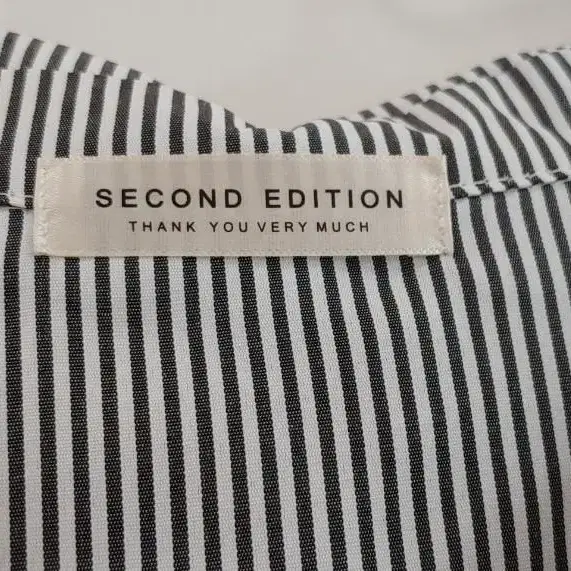 SECOND EDITION
THANK YOU VERY MUCH